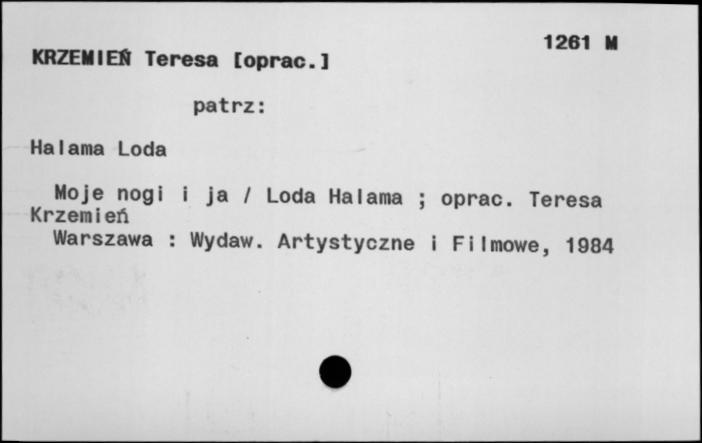 1261 M
KRZEMIEŃ Teresa [oprac.]
patrz:
Halama Loda
Moje nogi i ja / Loda Halama ; oprac. Teresa
Krzemień
Warszawa : Wydaw. Artystyczne i Filmowe, 1984